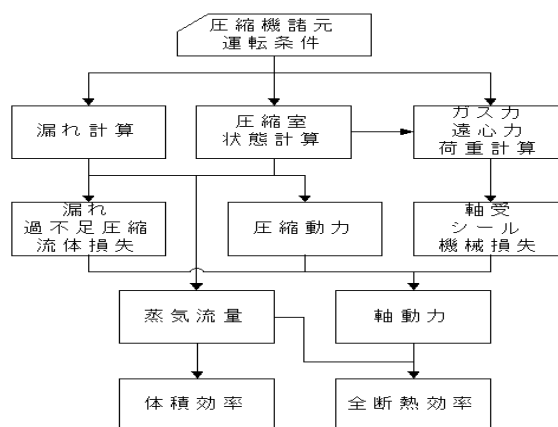 圧縮機諸元
運転条件
漏れ計算
圧縮室
状態計算
ガス力
遠心力
荷重計算
漏れ
過不足圧縮
流体損失
圧縮動力
軸受
シール
機械損失
蒸気流量
軸動力
体積効率
全断熱効率